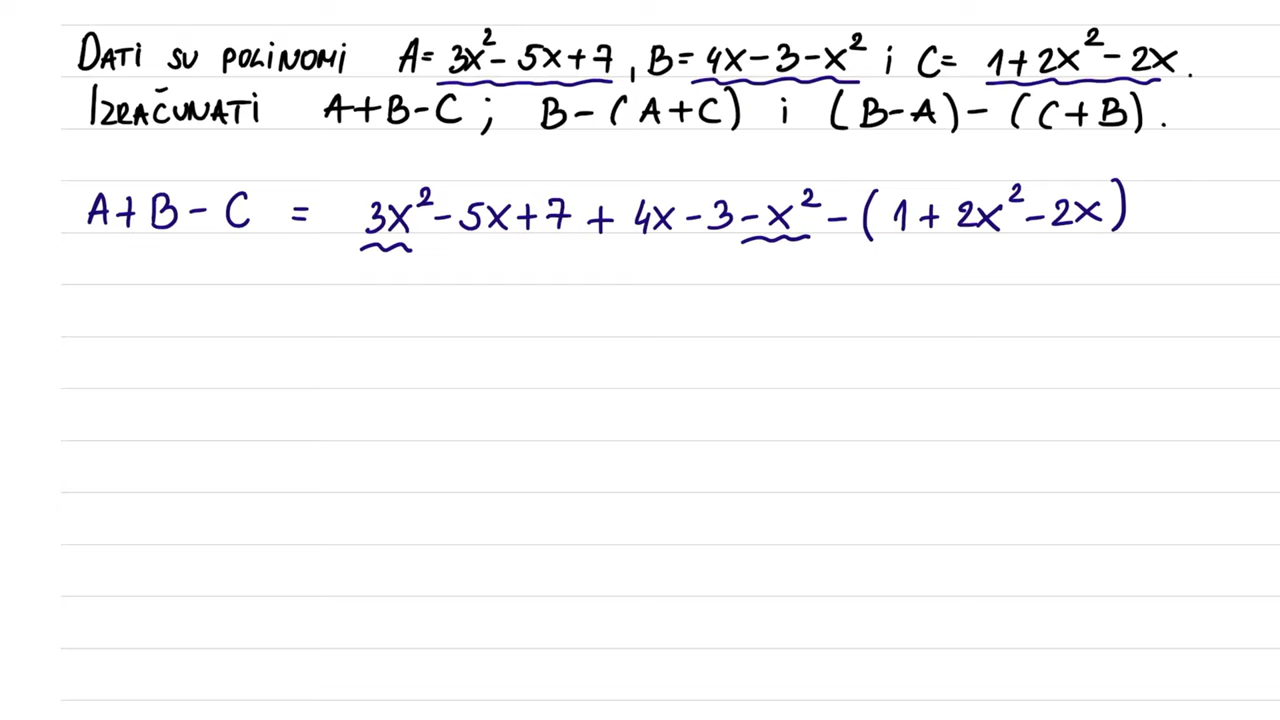 DATI SU POLINOMI A = 3x² - 5x + 7, B = 4x - 3 - x² i C = 1 + 2x² - 2x.
IZRAČUNATI A + B - C ; B - (A + C) i (B - A) - (C + B).
A + B - C = 3x² - 5x + 7 + 4x - 3 - x² - (1 + 2x² - 2x)